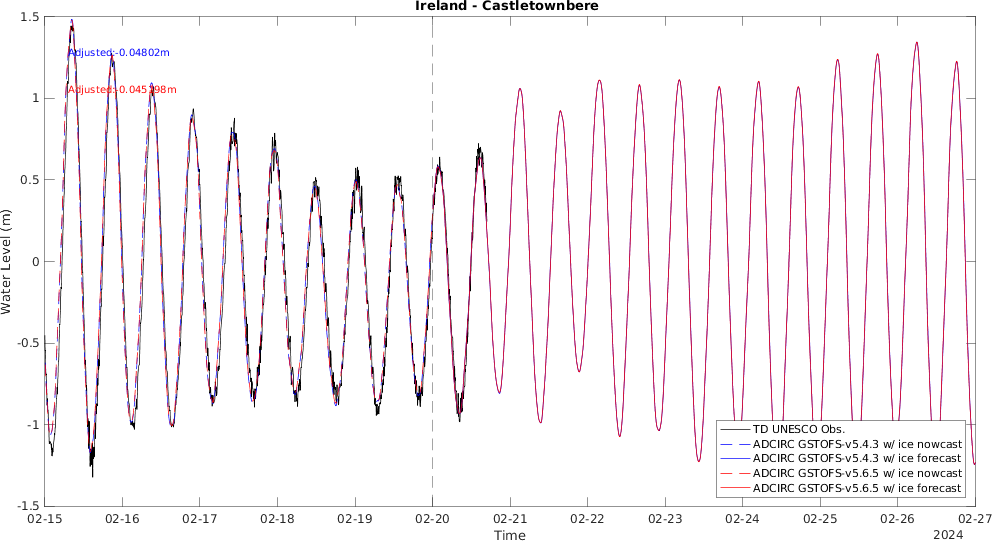 Ireland - Castletownbere
1.5
1
0.5
0
-0.5
-1
-1.5
Water Level (m)
Adjusted:-0.04802m
TD UNESCO Obs.
ADCIRC GSTOFS-v5.4.3 w/ ice nowcast
ADCIRC GSTOFS-v5.4.3 w/ ice forecast
ADCIRC GSTOFS-v5.6.5 w/ ice nowcast
ADCIRC GSTOFS-v5.6.5 w/ ice forecast
02-15 02-16 02-17 02-18 02-19 02-20 02-21 02-22 02-23 02-24 02-25 02-26 02-27
Time
2024